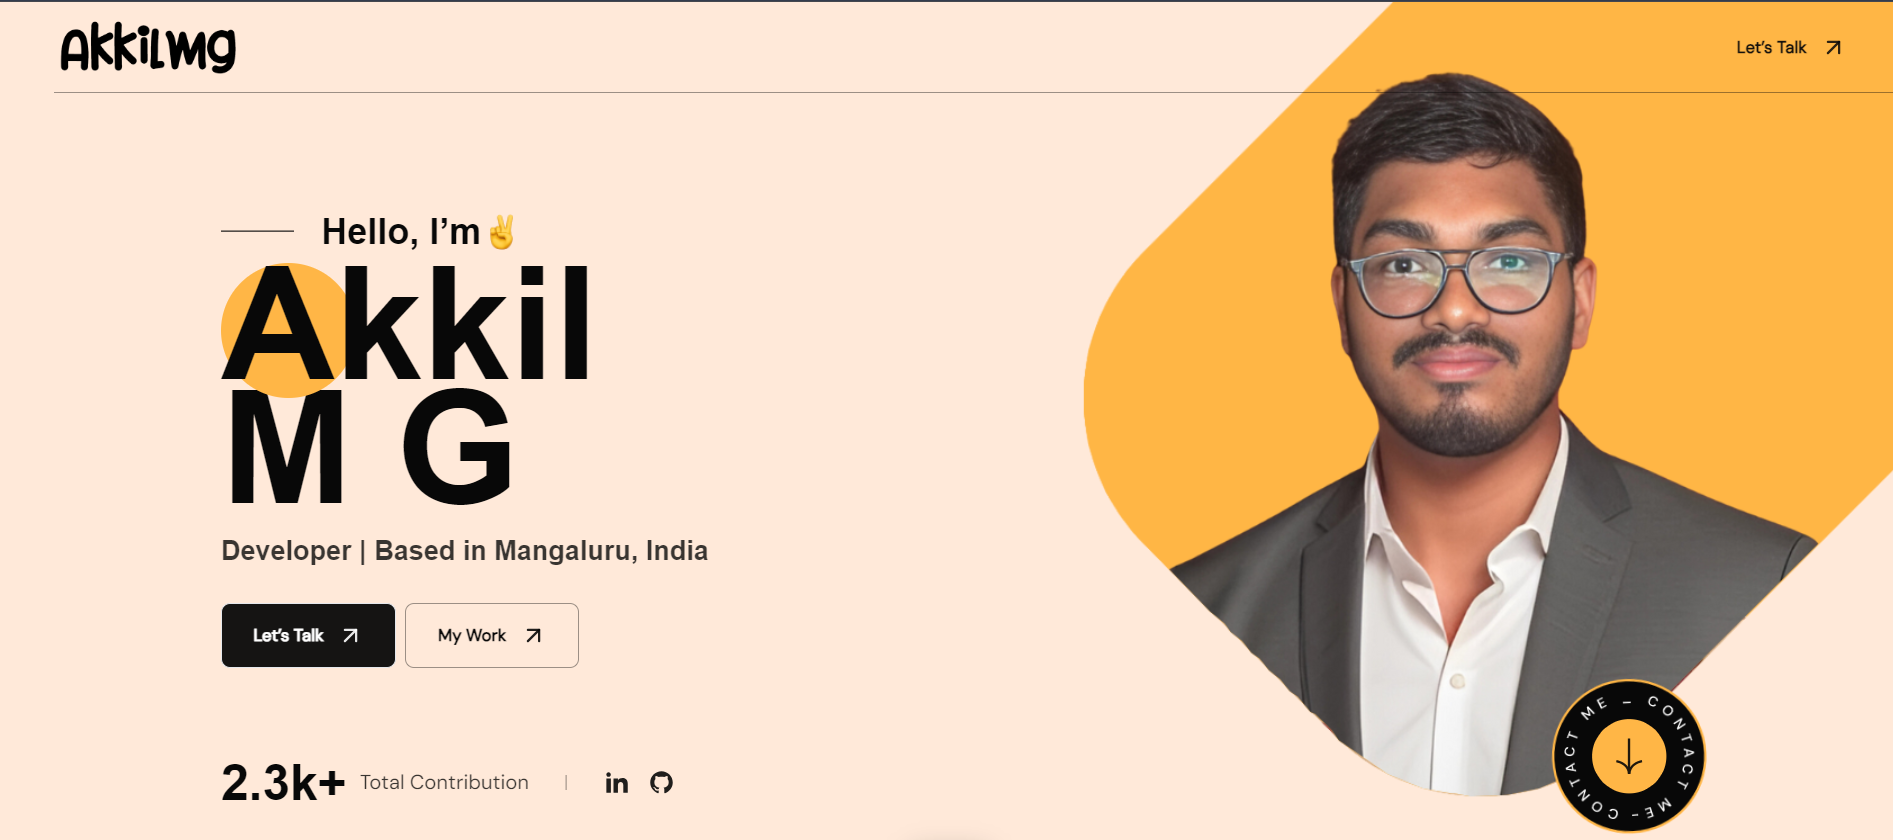 AkkilMG
Let's Talk
Hello, I'm✌
Akkil
M G
Developer | Based in Mangaluru, India
Let's Talk
My Work
2.3k+ Total Contribution | in
CONTACT ME - CONTACT ME -